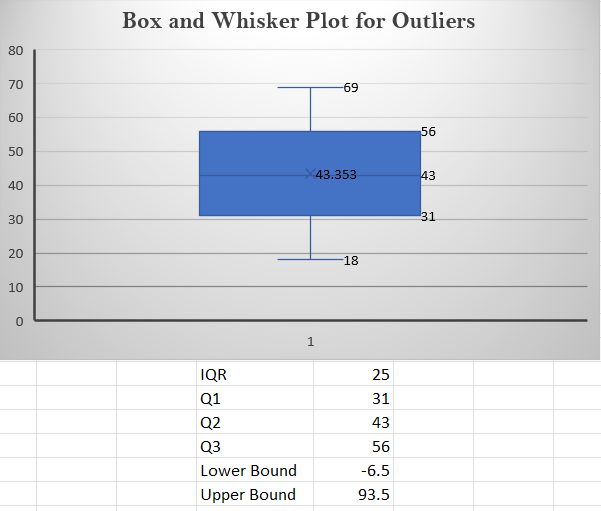 Box and Whisker Plot for Outliers
80
70
69
60
56
50
43.353
43
40
31
30
20
18
10
0
1
IQR 25
Q1 31
Q2 43
Q3 56
Lower Bound -6.5
Upper Bound 93.5